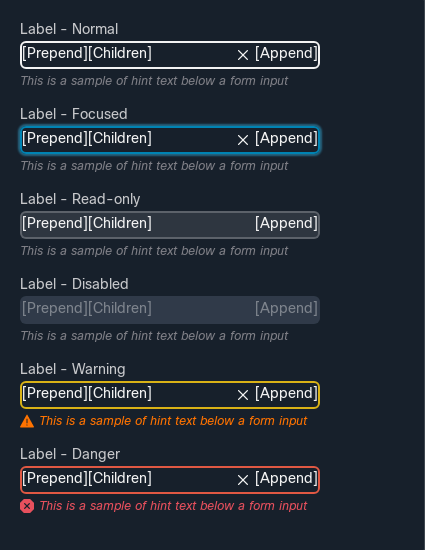 Label - Normal
[Prepend][Children] × [Append]
This is a sample of hint text below a form input
Label - Focused
[Prepend][Children] × [Append]
This is a sample of hint text below a form input
Label - Read-only
[Prepend][Children] [Append]
This is a sample of hint text below a form input
Label - Disabled
[Prepend][Children] [Append]
This is a sample of hint text below a form input
Label - Warning
[Prepend][Children] × [Append]
This is a sample of hint text below a form input
Label - Danger
[Prepend][Children] × [Append]
This is a sample of hint text below a form input